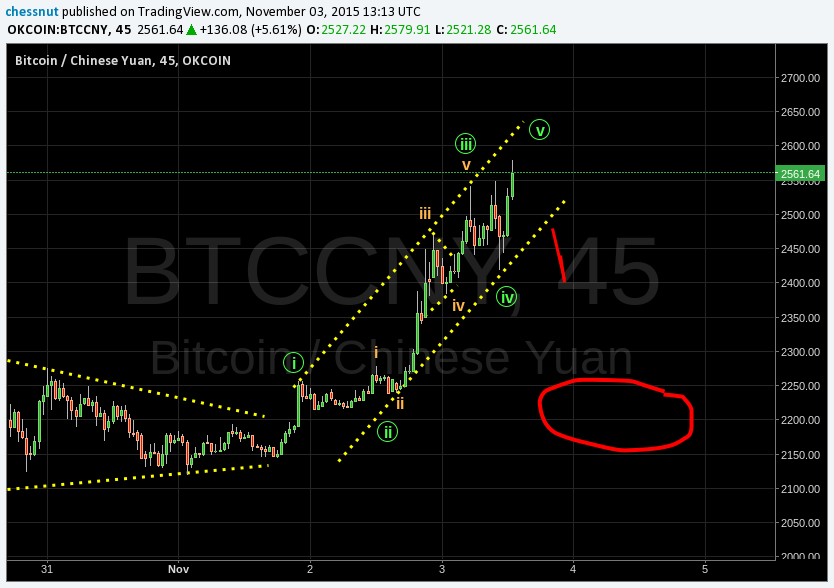 chessnut published on TradingView.com, November 03, 2015 13:13 UTC
OKCOIN:BTCCNY, 45 2561.64 ▲ +136.08 (+5.61%) O:2527.22 H:2579.91 L:2521.28 C:2561.64
Bitcoin / Chinese Yuan, 45, OKCOIN
BTCCNY, 45
Bitcoin / Chinese Yuan
2700.00
2650.00
2600.00
2561.64
2550.00
2500.00
2450.00
2400.00
2350.00
2300.00
2250.00
2200.00
2150.00
2100.00
2050.00
2000.00
v
iii
v
iii
iv
iv
i
i
ii
ii
31 Nov 2 3 4 5